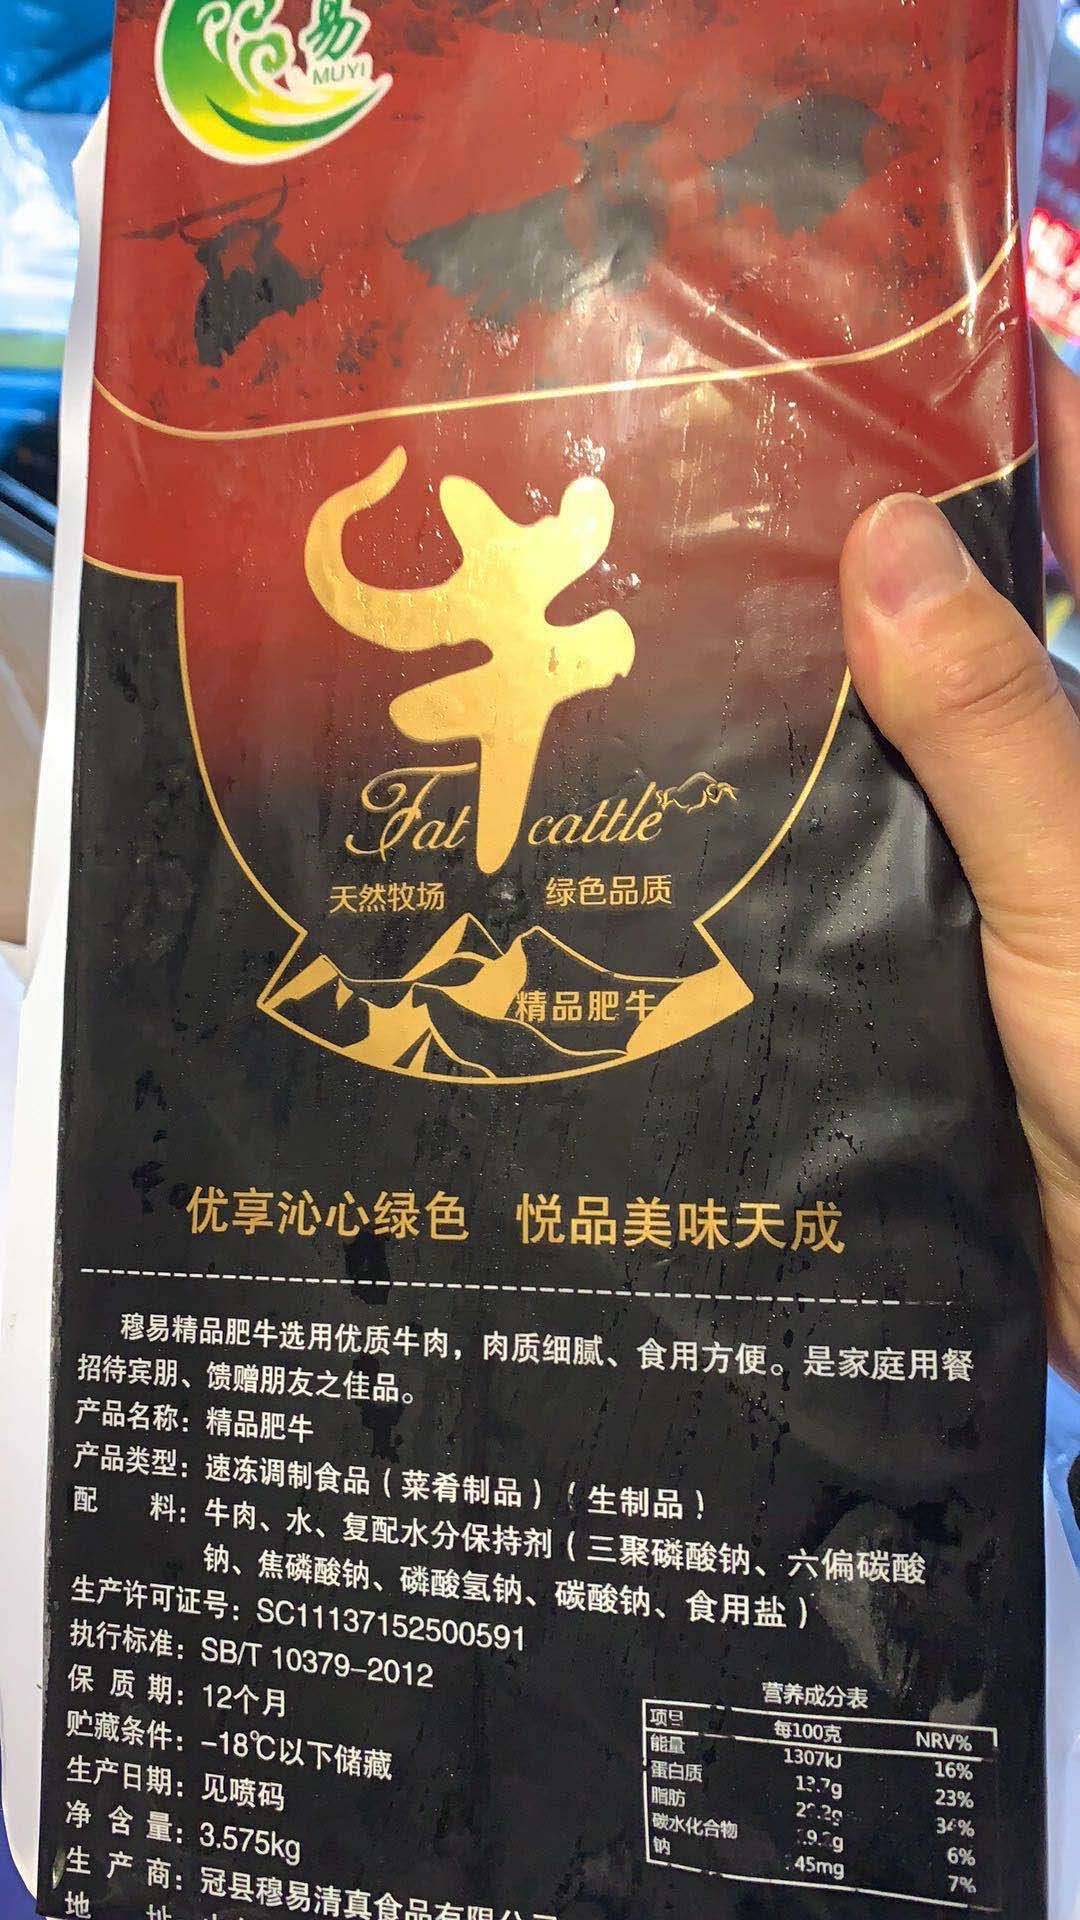 易
MUYI
牛
Fat cattle
天然牧场 绿色品质
精品肥牛
优享沁心绿色 悦品美味天成
穆易精品肥牛选用优质牛肉，肉质细腻、食用方便。是家庭用餐
招待宾朋、馈赠朋友之佳品。
产品名称：精品肥牛
产品类型：速冻调制食品（菜肴制品）（生制品）
配 料：牛肉、水、复配水分保持剂（三聚磷酸钠、六偏碳酸
钠、焦磷酸钠、磷酸氢钠、碳酸钠、食用盐）
生产许可证号：SC11137152500591
执行标准：SB/T 10379-2012
保 质 期：12个月
贮藏条件：-18℃以下储藏
生产日期：见喷码
净 含 量：3.575kg
生 产 商：冠县穆易清真食品有限公司
地
营养成分表
项目 每100克 NRV%
能量 1307kJ 16%
蛋白质 23%
脂肪
碳水化合物 6%
钠 45mg 7%